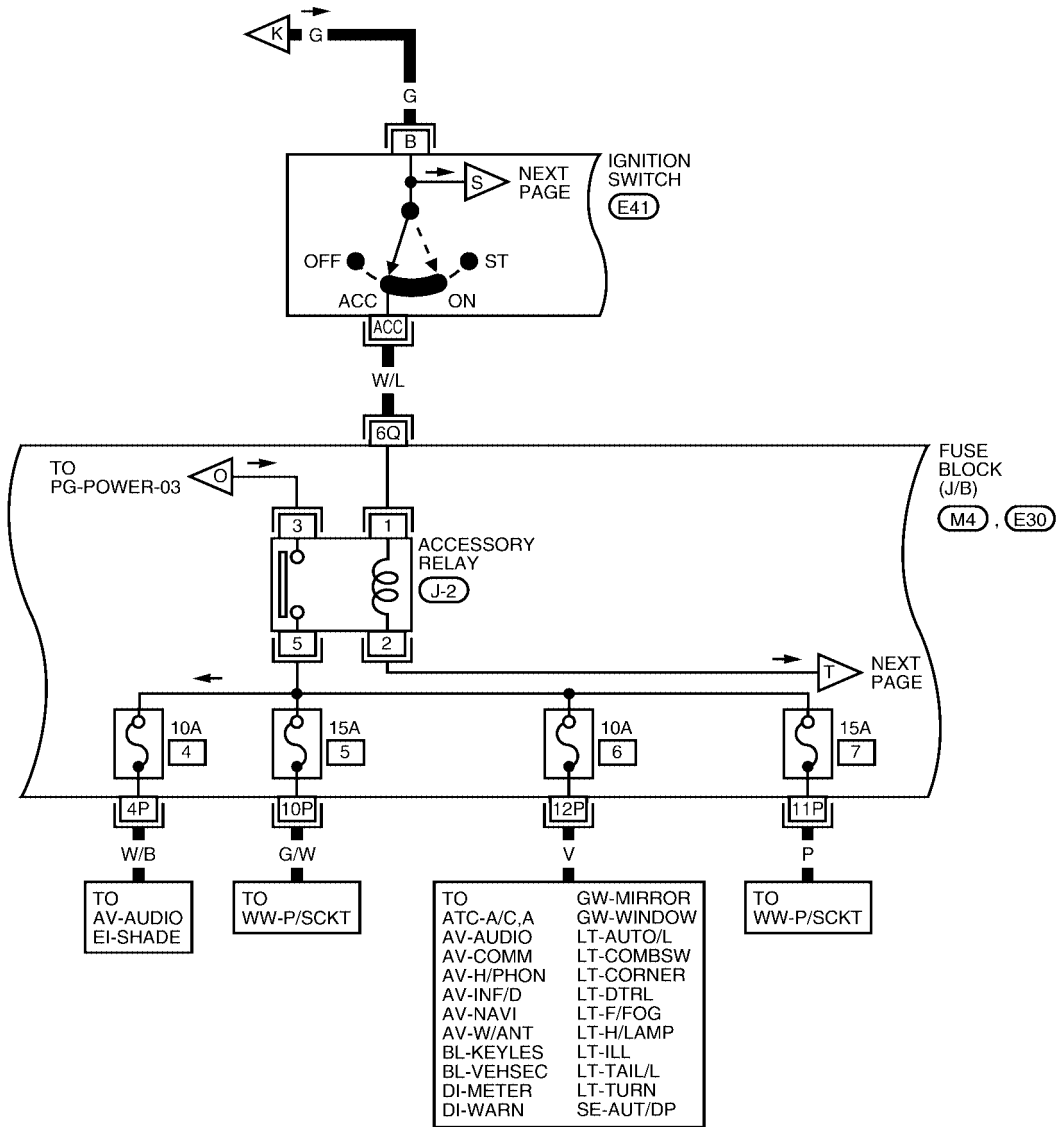 K
G
G
B
S
NEXT
PAGE
IGNITION
SWITCH
E41
OFF
ST
ACC
ON
ACC
W/L
6Q
TO
PG-POWER-03
O
FUSE
BLOCK
(J/B)
M4 , E30
3
1
ACCESSORY
RELAY
J-2
5
2
T
NEXT
PAGE
10A
4
15A
5
10A
6
15A
7
4P
10P
12P
11P
W/B
G/W
V
P
TO
AV-AUDIO
EI-SHADE
TO
WW-P/SCKT
TO
ATC-A/C,A
AV-AUDIO
AV-COMM
AV-H/PHON
AV-INF/D
AV-NAVI
AV-W/ANT
BL-KEYLES
BL-VEHSEC
DI-METER
DI-WARN
GW-MIRROR
GW-WINDOW
LT-AUTO/L
LT-COMBSW
LT-CORNER
LT-DTRL
LT-F/FOG
LT-H/LAMP
LT-ILL
LT-TAIL/L
LT-TURN
SE-AUT/DP
TO
WW-P/SCKT